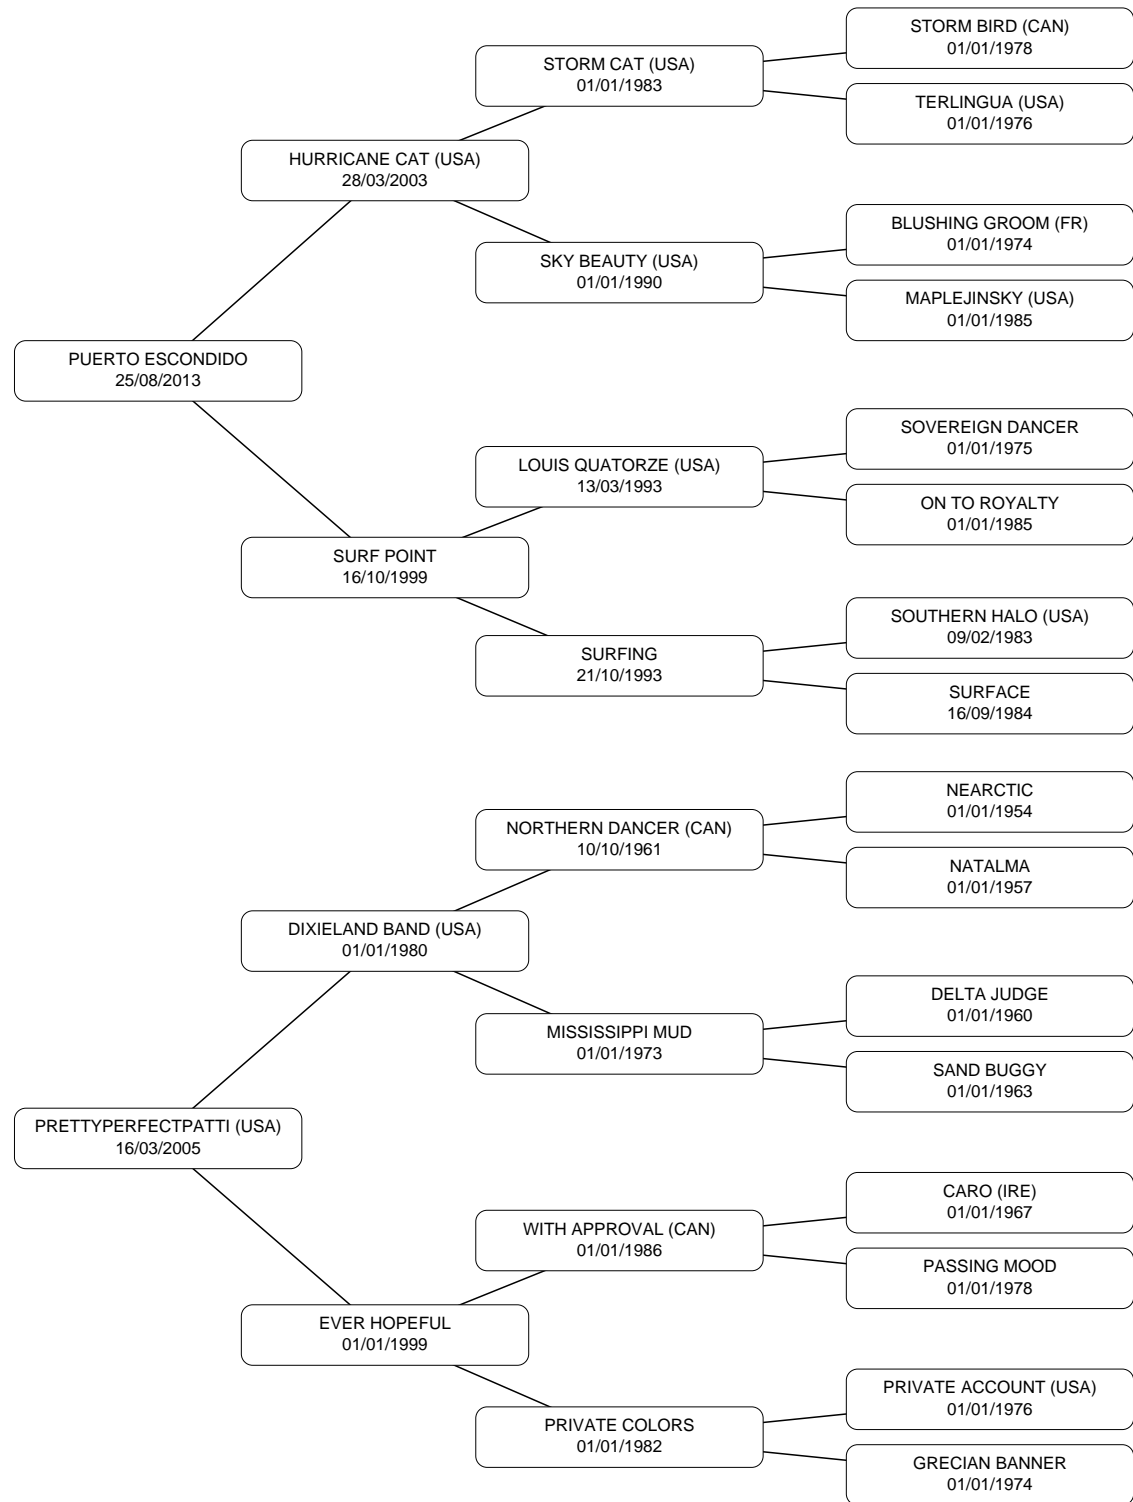 STORM BIRD (CAN)
01/01/1978
STORM CAT (USA)
01/01/1983
TERLINGUA (USA)
01/01/1976
HURRICANE CAT (USA)
28/03/2003
BLUSHING GROOM (FR)
01/01/1974
SKY BEAUTY (USA)
01/01/1990
MAPLEJINSKY (USA)
01/01/1985
PUERTO ESCONDIDO
25/08/2013
SOVEREIGN DANCER
01/01/1975
LOUIS QUATORZE (USA)
13/03/1993
ON TO ROYALTY
01/01/1985
SURF POINT
16/10/1999
SOUTHERN HALO (USA)
09/02/1983
SURFING
21/10/1993
SURFACE
16/09/1984
NEARCTIC
01/01/1954
NORTHERN DANCER (CAN)
10/10/1961
NATALMA
01/01/1957
DIXIELAND BAND (USA)
01/01/1980
DELTA JUDGE
01/01/1960
MISSISSIPPI MUD
01/01/1973
SAND BUGGY
01/01/1963
PRETTYPERFECTPATTI (USA)
16/03/2005
CARO (IRE)
01/01/1967
WITH APPROVAL (CAN)
01/01/1986
PASSING MOOD
01/01/1978
EVER HOPEFUL
01/01/1999
PRIVATE ACCOUNT (USA)
01/01/1976
PRIVATE COLORS
01/01/1982
GRECIAN BANNER
01/01/1974